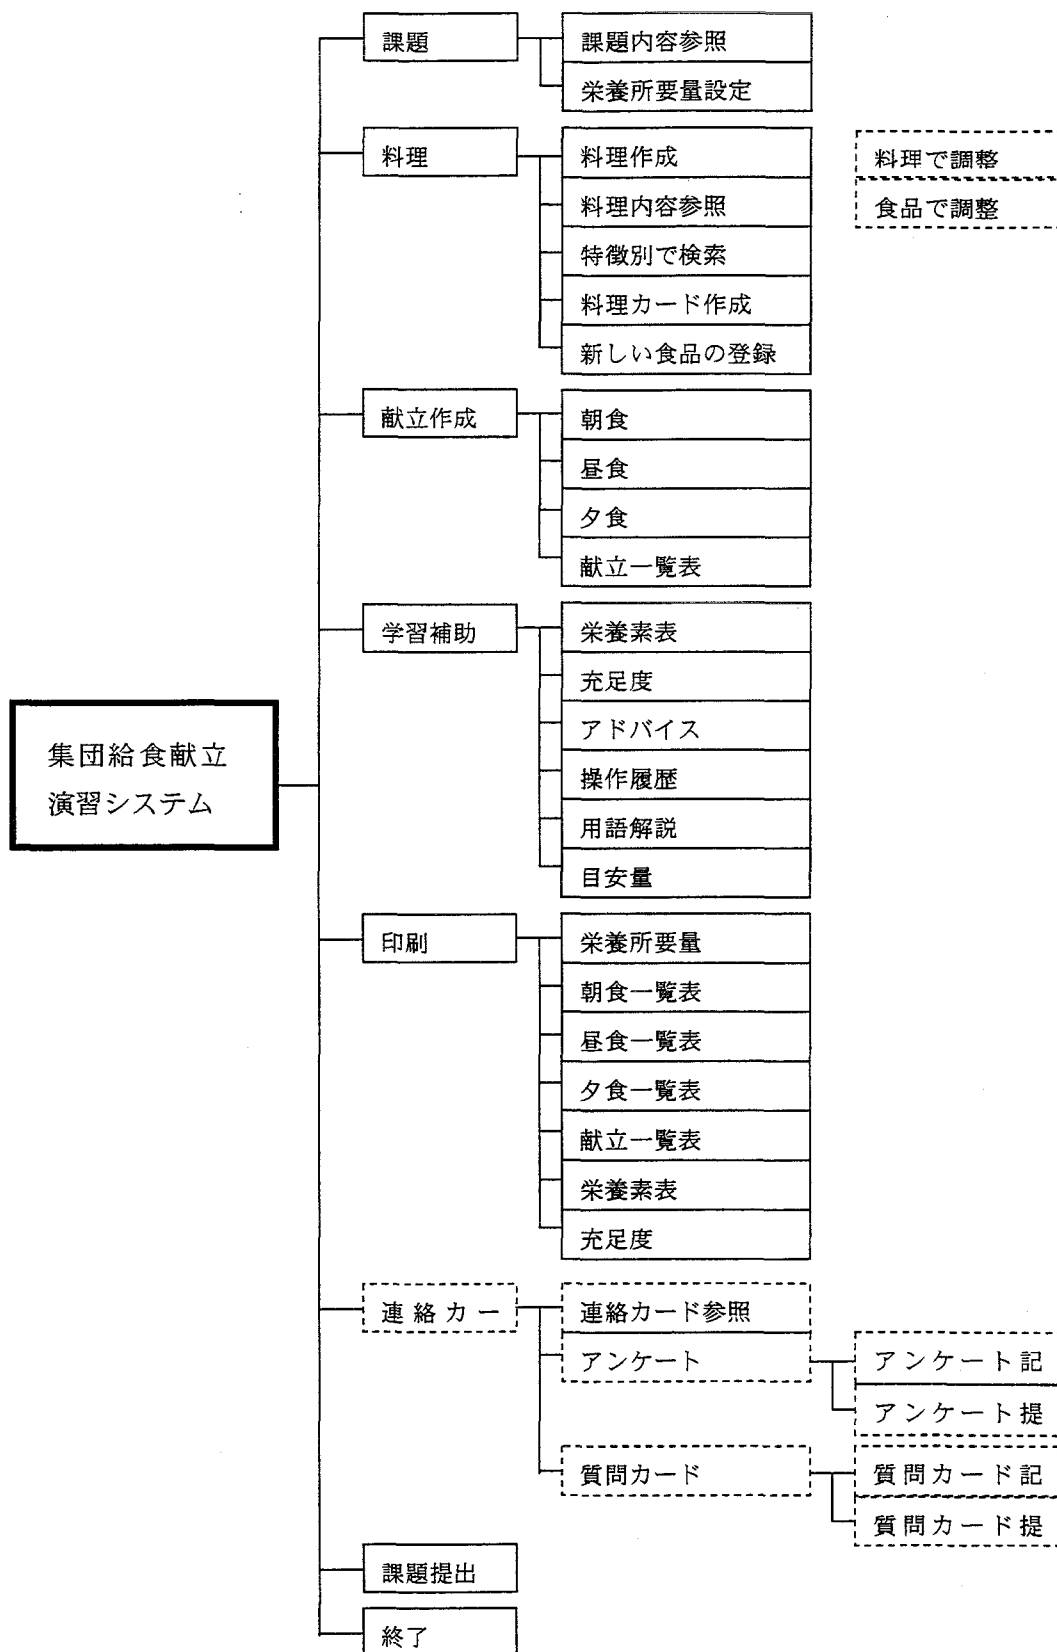 課題
課題内容参照
栄養所要量設定
料理
料理作成
料理で調整
料理内容参照
食品で調整
特徴別で検索
料理カード作成
新しい食品の登録
献立作成
朝食
昼食
夕食
献立一覧表
学習補助
栄養素表
充足度
アドバイス
操作履歴
用語解説
目安量
集団給食献立
演習システム
印刷
栄養所要量
朝食一覧表
昼食一覧表
夕食一覧表
献立一覧表
栄養素表
充足度
連絡カー
連絡カード参照
アンケート
アンケート記
アンケート提
質問カード
質問カード記
質問カード提
課題提出
終了